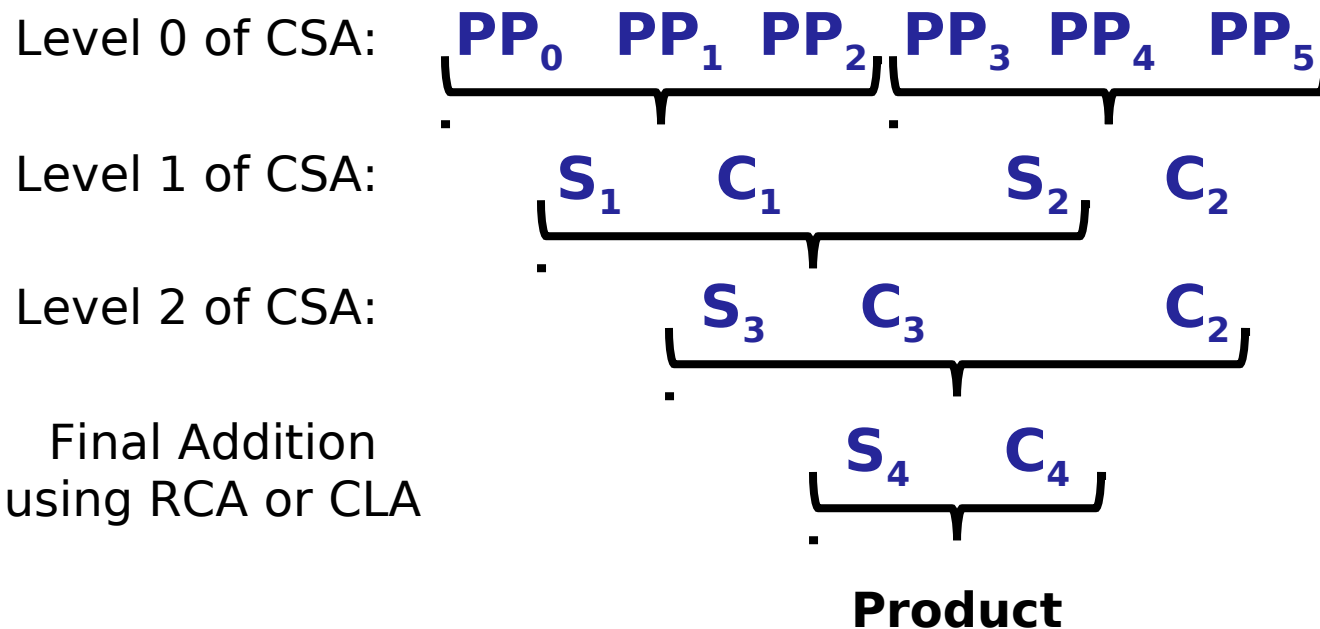 Level 0 of CSA: PP₀ PP₁ PP₂ PP₃ PP₄ PP₅
Level 1 of CSA: S₁ C₁ S₂ C₂
Level 2 of CSA: S₃ C₃ C₂
Final Addition
using RCA or CLA S₄ C₄
Product